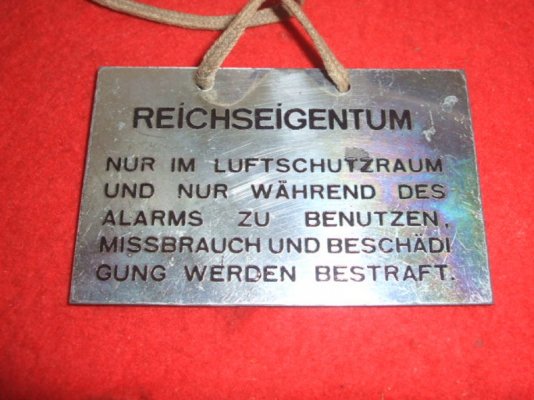 REiCHSEiGENTUM
NUR IM LUFTSCHUTZRAUM
UND NUR WÄHREND DES
ALARMS ZU BENUTZEN.
MISSBRAUCH UND BESCHÄDI
GUNG WERDEN BESTRAFT.